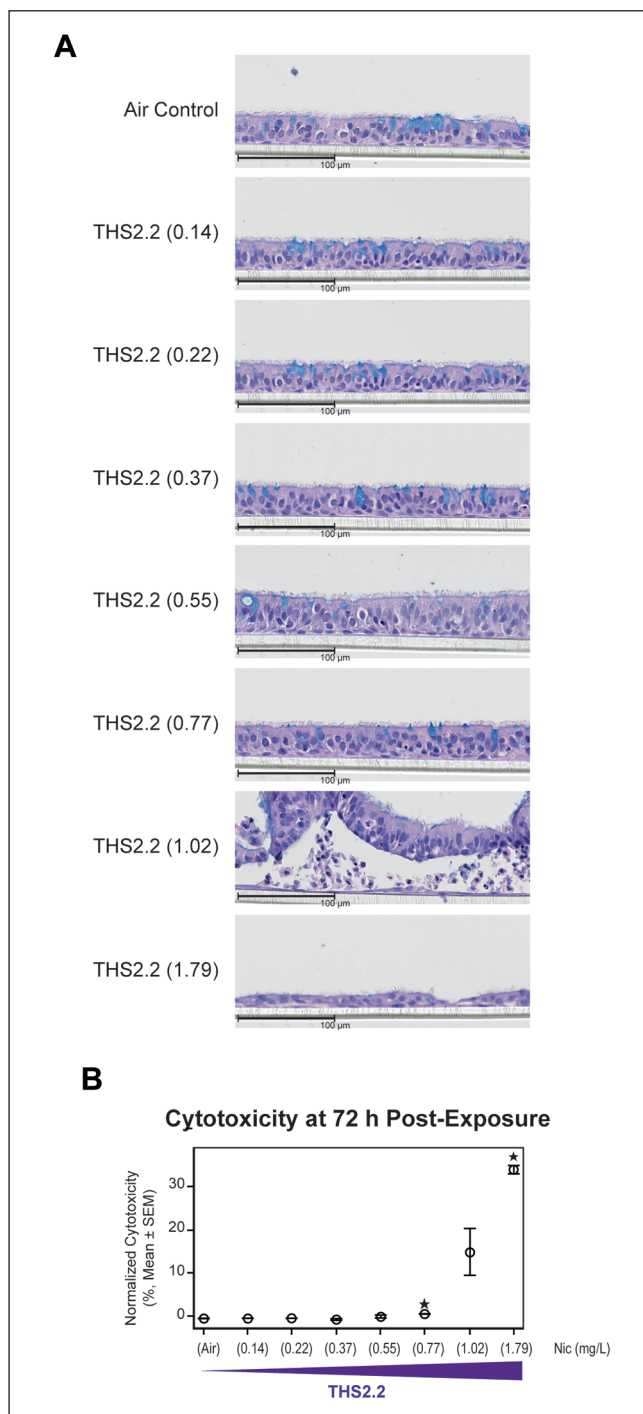 A
Air Control
100 µm
THS2.2 (0.14)
100 µm
THS2.2 (0.22)
100 µm
THS2.2 (0.37)
100 µm
THS2.2 (0.55)
100 µm
THS2.2 (0.77)
100 µm
THS2.2 (1.02)
100 µm
THS2.2 (1.79)
100 µm
B
Cytotoxicity at 72 h Post-Exposure
Normalized Cytotoxicity
(%, Mean ± SEM)
30
20
10
0
(Air) (0.14) (0.22) (0.37) (0.55) (0.77) (1.02) (1.79) Nic (mg/L)
THS2.2